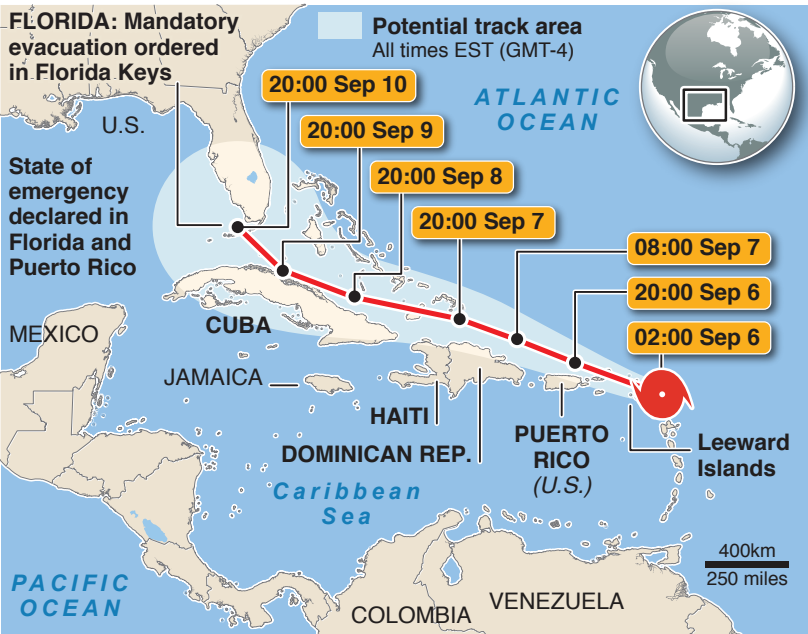 FLORIDA: Mandatory
evacuation ordered
in Florida Keys
Potential track area
All times EST (GMT-4)
20:00 Sep 10
ATLANTIC
OCEAN
U.S.
20:00 Sep 9
State of
emergency
declared in
Florida and
Puerto Rico
20:00 Sep 8
20:00 Sep 7
08:00 Sep 7
20:00 Sep 6
02:00 Sep 6
MEXICO
CUBA
JAMAICA
HAITI
DOMINICAN REP.
PUERTO
RICO
(U.S.)
Leeward
Islands
Caribbean
Sea
400km
250 miles
PACIFIC
OCEAN
COLOMBIA
VENEZUELA